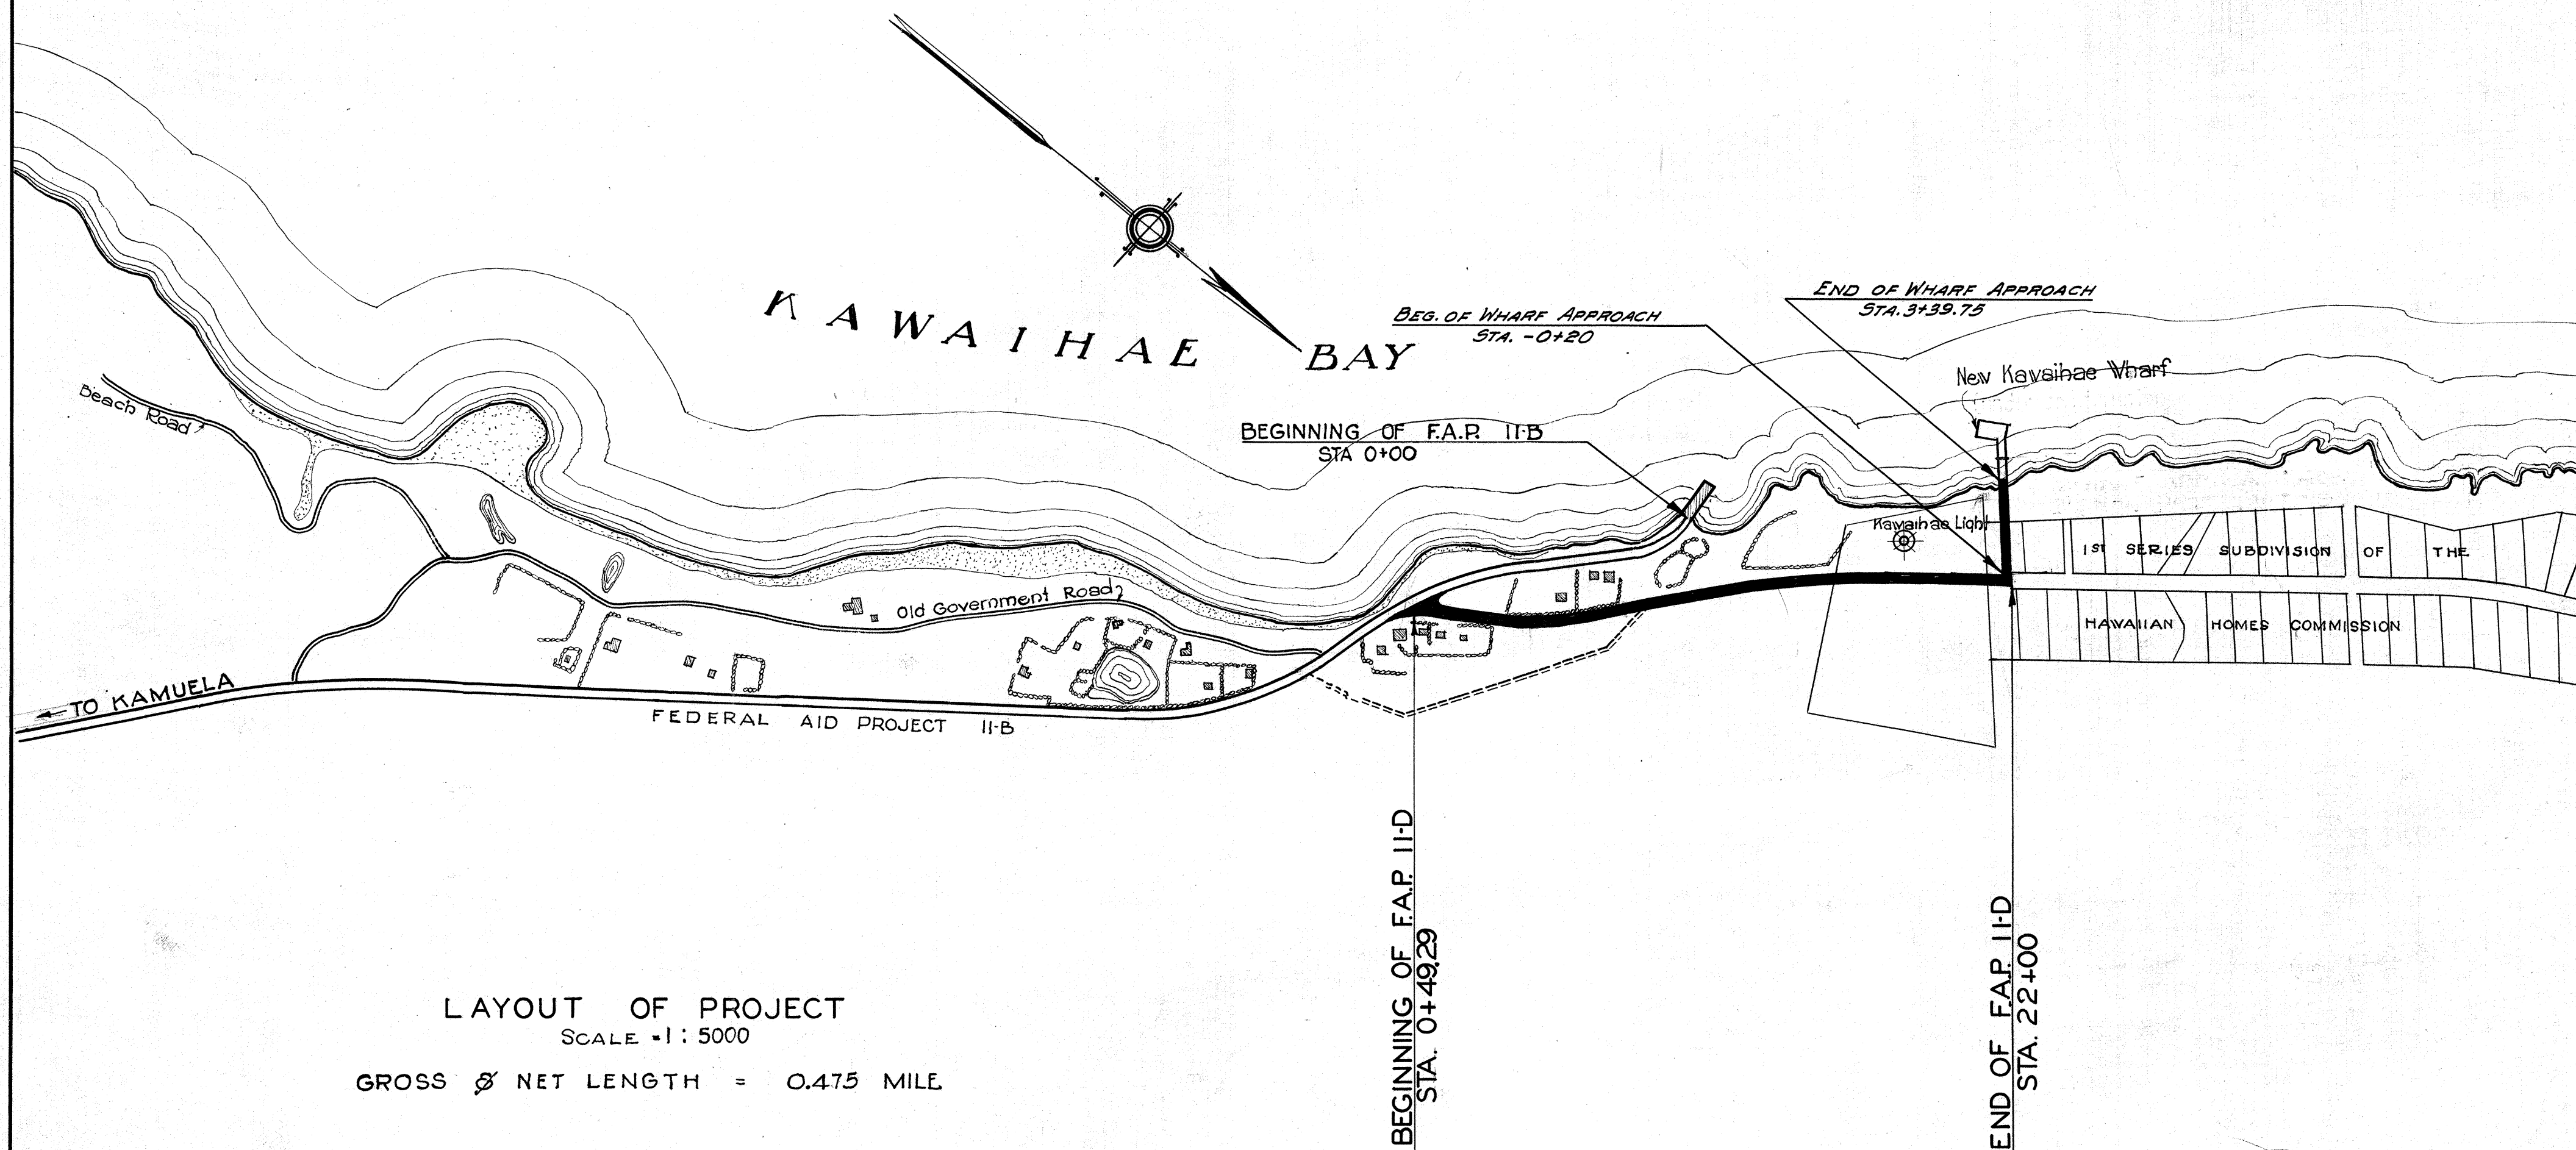 KAWAIHAE BAY
END OF WHARF APPROACH
STA. 3+39.75
BEG. OF WHARF APPROACH
STA. -0+20
New Kawaihae Wharf
BEGINNING OF F.A.P. 11-B
STA 0+00
Beach Road
Kawaihae Light
1ST SERIES SUBDIVISION OF THE
HAWAIIAN HOMES COMMISSION
Old Government Road
TO KAMUELA
FEDERAL AID PROJECT 11-B
BEGINNING OF F.A.P. 11-D
STA. 0+49.29
END OF F.A.P. 11-D
STA. 22+00
LAYOUT OF PROJECT
SCALE = 1 : 5000
GROSS & NET LENGTH = 0.475 MILE